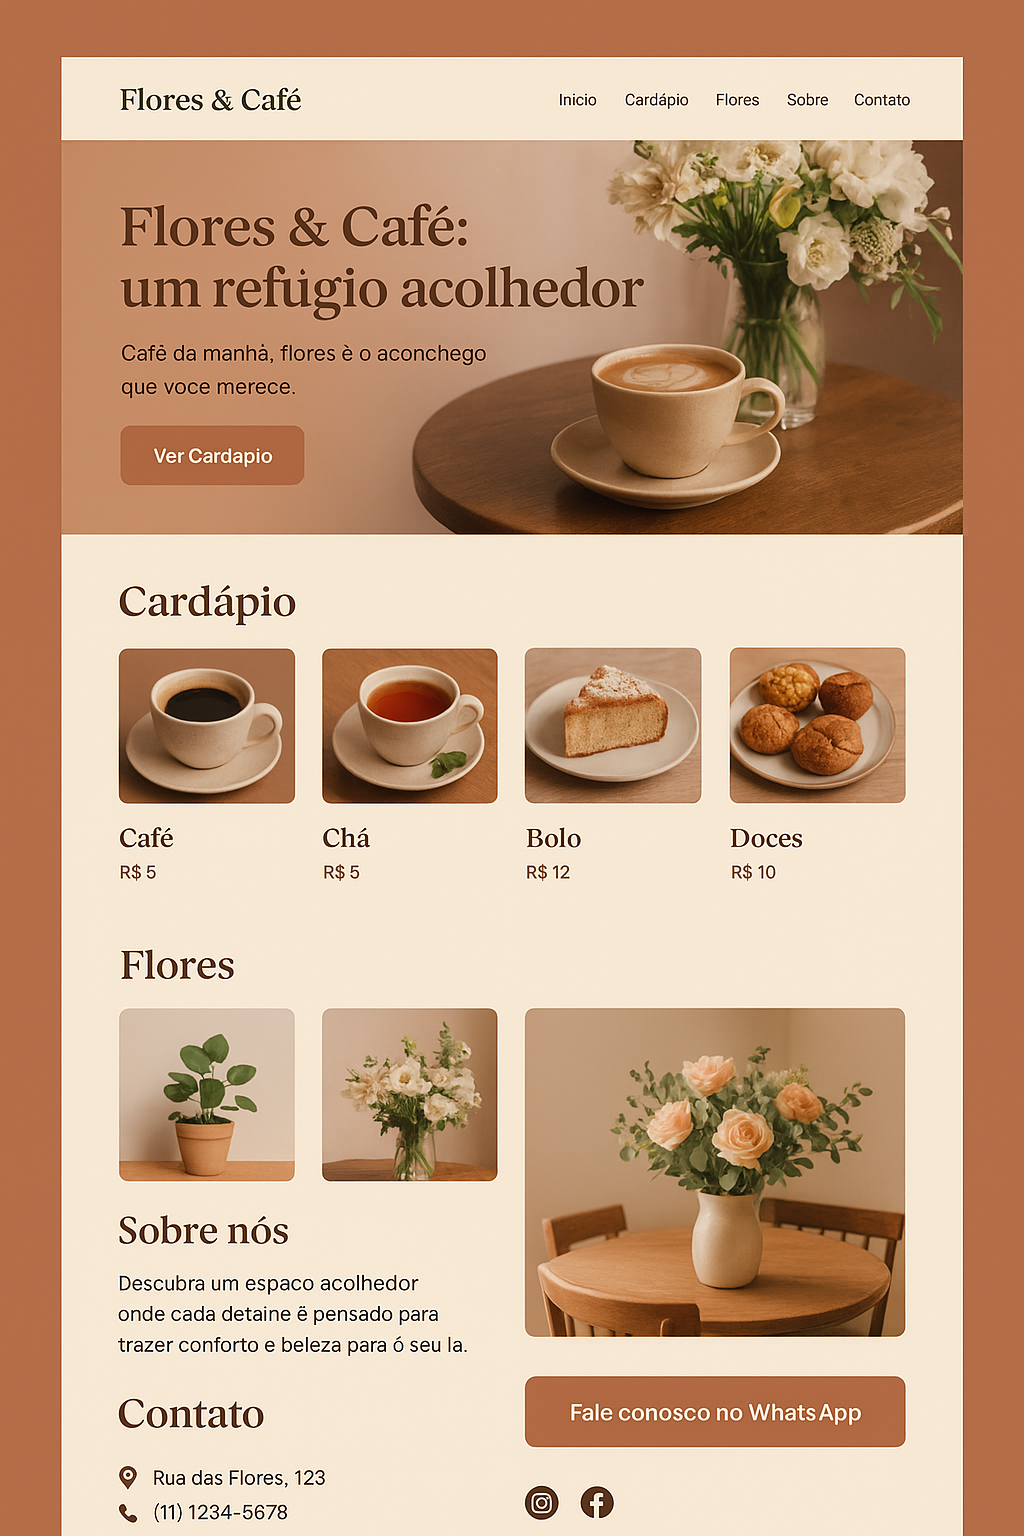 Flores & Café
Inicio Cardápio Flores Sobre Contato
Flores & Café:
um refúgio acolhedor
Cafē da manhȧ, flores è o aconchego
que voce merece.
Ver Cardapio
Cardápio
Café
R$ 5
Chá
R$ 5
Bolo
R$ 12
Doces
R$ 10
Flores
Sobre nós
Descubra um espaco acolhedor
onde cada detaine ë pensado para
trazer conforto e beleza para ó seu la.
Contato
Rua das Flores, 123
(11) 1234-5678
Fale conosco no WhatsApp